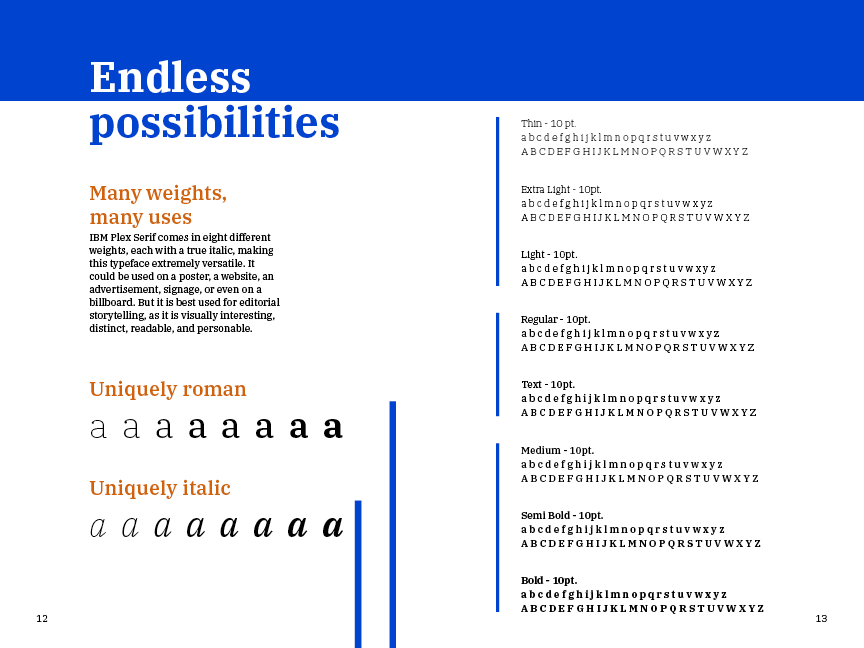 Endless
possibilities
Many weights,
many uses
IBM Plex Serif comes in eight different
weights, each with a true italic, making
this typeface extremely versatile. It
could be used on a poster, a website, an
advertisement, signage, or even on a
billboard. But it is best used for editorial
storytelling, as it is visually interesting,
distinct, readable, and personable.
Uniquely roman
a a a a a a a a
Uniquely italic
a a a a a a a a
12
Thin - 10 pt.
a b c d e f g h i j k l m n o p q r s t u v w x y z
A B C D E F G H I J K L M N O P Q R S T U V W X Y Z
Extra Light - 10pt.
a b c d e f g h i j k l m n o p q r s t u v w x y z
A B C D E F G H I J K L M N O P Q R S T U V W X Y Z
Light - 10pt.
a b c d e f g h i j k l m n o p q r s t u v w x y z
A B C D E F G H I J K L M N O P Q R S T U V W X Y Z
Regular - 10pt.
a b c d e f g h i j k l m n o p q r s t u v w x y z
A B C D E F G H I J K L M N O P Q R S T U V W X Y Z
Text - 10pt.
a b c d e f g h i j k l m n o p q r s t u v w x y z
A B C D E F G H I J K L M N O P Q R S T U V W X Y Z
Medium - 10pt.
a b c d e f g h i j k l m n o p q r s t u v w x y z
A B C D E F G H I J K L M N O P Q R S T U V W X Y Z
Semi Bold - 10pt.
a b c d e f g h i j k l m n o p q r s t u v w x y z
A B C D E F G H I J K L M N O P Q R S T U V W X Y Z
Bold - 10pt.
a b c d e f g h i j k l m n o p q r s t u v w x y z
A B C D E F G H I J K L M N O P Q R S T U V W X Y Z
13